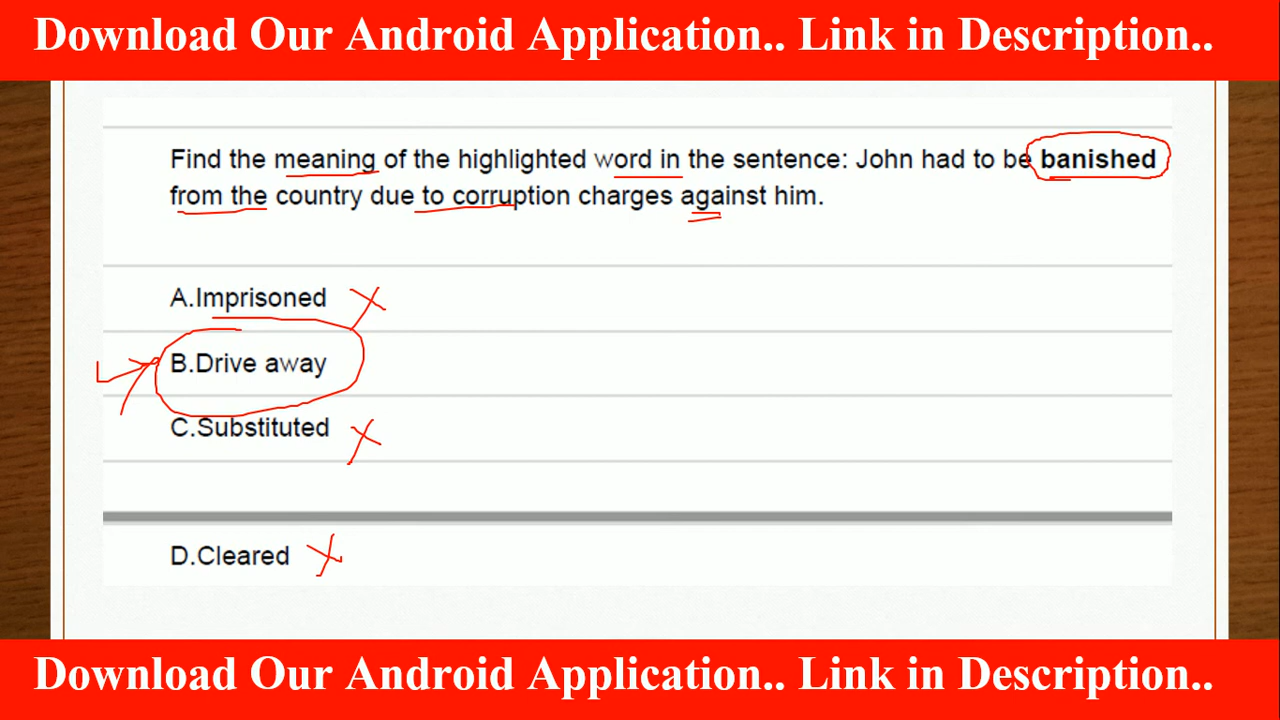 Download Our Android Application.. Link in Description..
Find the meaning of the highlighted word in the sentence: John had to be banished
from the country due to corruption charges against him.
A.Imprisoned
B.Drive away
C.Substituted
D.Cleared
Download Our Android Application.. Link in Description..